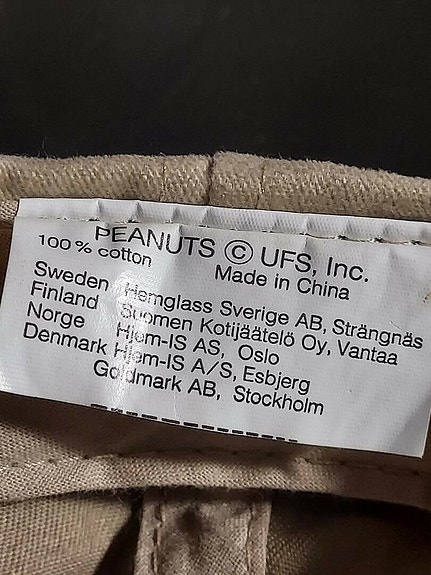 PEANUTS © UFS, Inc.
100 % cotton Made in China
Sweden Hemglass Sverige AB, Strängnäs
Finland Suomen Kotijäätelö Oy, Vantaa
Norge Hjem-IS AS, Oslo
Denmark Hjem-IS A/S, Esbjerg
Goldmark AB, Stockholm